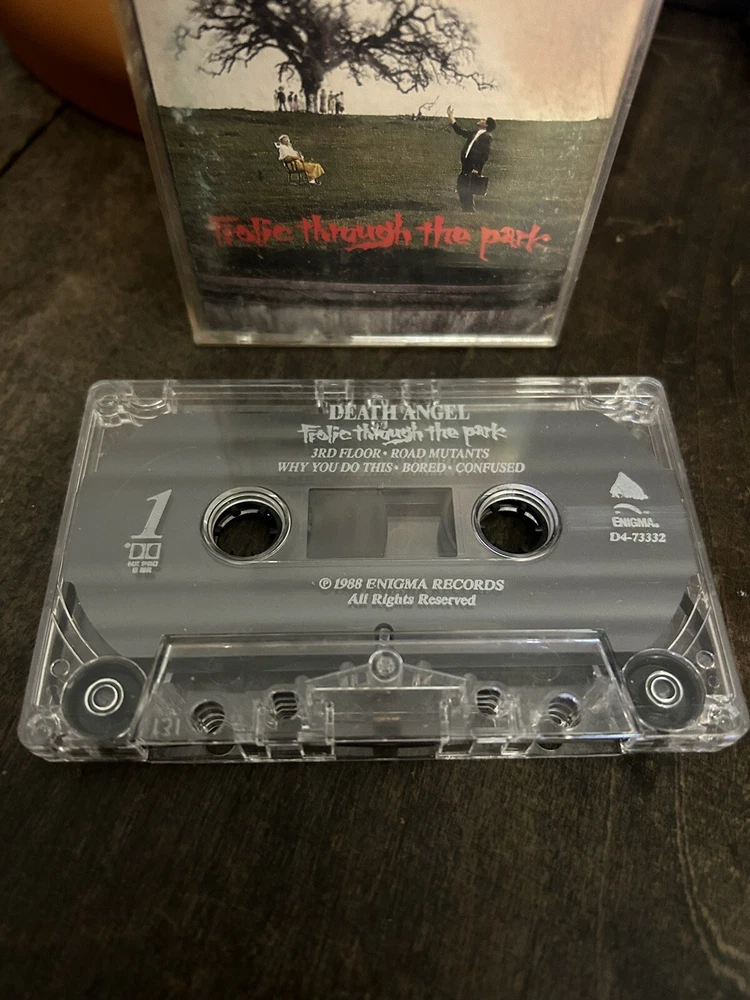 Frolic through the park
DEATH ANGEL
Frolic through the park
3RD FLOOR • ROAD MUTANTS
WHY YOU DO THIS • BORED • CONFUSED
1
ENIGMA.
D4-73332
℗ 1988 ENIGMA RECORDS
All Rights Reserved
131